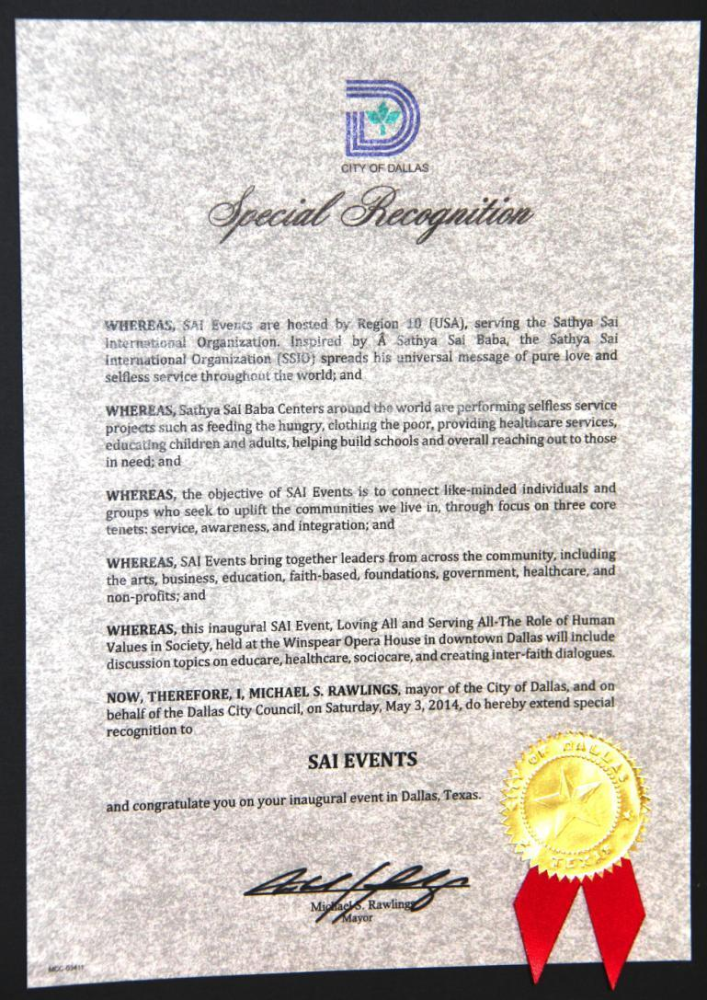 CITY OF DALLAS
Special Recognition
WHEREAS, SAI Events are hosted by Region 10 (USA), serving the Sathya Sai
International Organization. Inspired by Â Sathya Sai Baba, the Sathya Sai
International Organization (SSIO) spreads his universal message of pure love and
selfless service throughout the world; and
WHEREAS, Sathya Sai Baba Centers around the world are performing selfless service
projects such as feeding the hungry, clothing the poor, providing healthcare services,
educating children and adults, helping build schools and overall reaching out to those
in need; and
WHEREAS, the objective of SAI Events is to connect like-minded individuals and
groups who seek to uplift the communities we live in, through focus on three core
tenets: service, awareness, and integration; and
WHEREAS, SAI Events bring together leaders from across the community, including
the arts, business, education, faith-based, foundations, government, healthcare, and
non-profits; and
WHEREAS, this inaugural SAI Event, Loving All and Serving All-The Role of Human
Values in Society, held at the Winspear Opera House in downtown Dallas will include
discussion topics on educare, healthcare, sociocare, and creating inter-faith dialogues.
NOW, THEREFORE, I, MICHAEL S. RAWLINGS, mayor of the City of Dallas, and on
behalf of the Dallas City Council, on Saturday, May 3, 2014, do hereby extend special
recognition to
SAI EVENTS
and congratulate you on your inaugural event in Dallas, Texas.
CITY OF DALLAS
TEXAS
Michael S. Rawlings
Mayor
MCC-03411